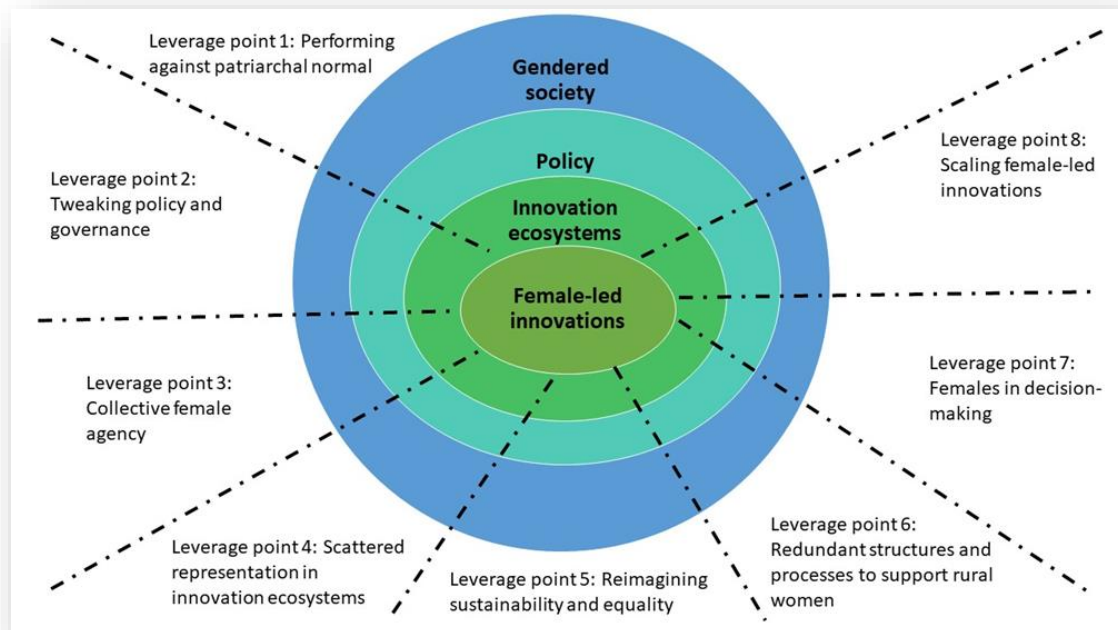 Leverage point 1: Performing
against patriarchal normal
Gendered
society
Leverage point 8:
Scaling female-led
innovations
Policy
Leverage point 2:
Tweaking policy and
governance
Innovation
ecosystems
Female-led
innovations
Leverage point 7:
Females in decision-
making
Leverage point 3:
Collective female
agency
Leverage point 6:
Redundant structures and
processes to support rural
women
Leverage point 4: Scattered
representation in
innovation ecosystems
Leverage point 5: Reimagining
sustainability and equality